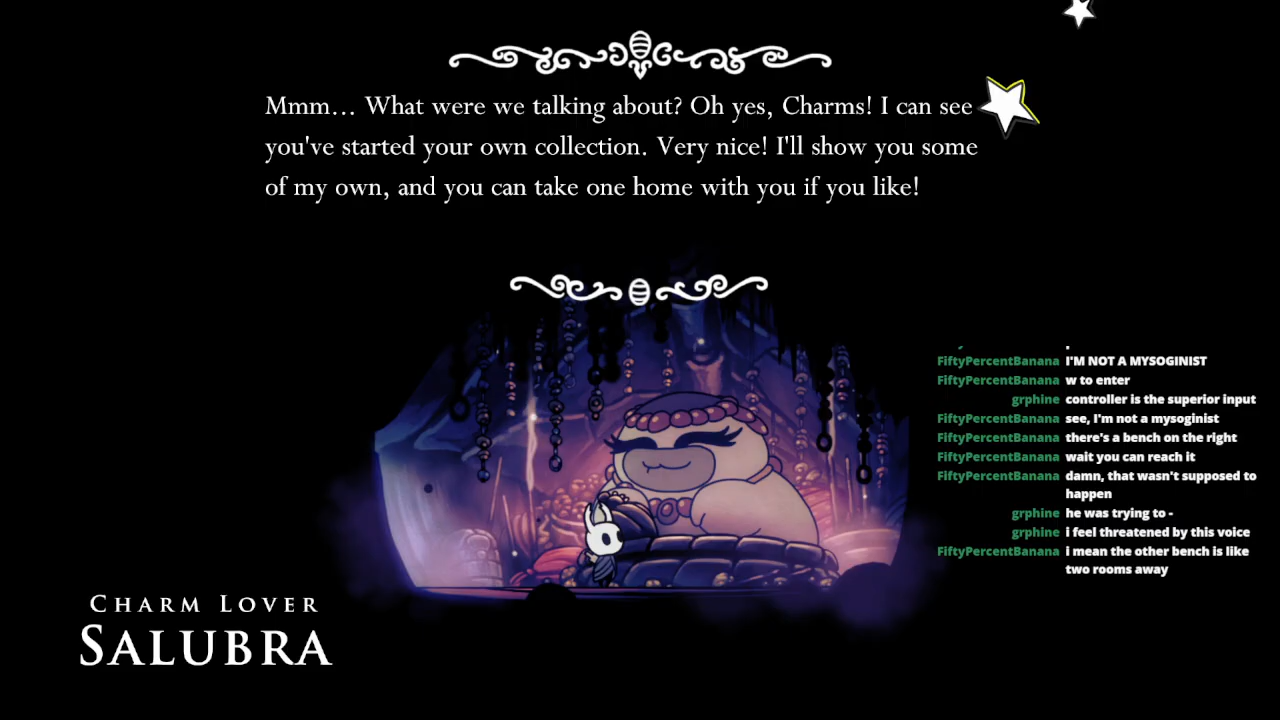 Mmm... What were we talking about? Oh yes, Charms! I can see
you've started your own collection. Very nice! I'll show you some
of my own, and you can take one home with you if you like!
FiftyPercentBanana I'M NOT A MYSOGINIST
FiftyPercentBanana w to enter
grphine controller is the superior input
FiftyPercentBanana see, I'm not a mysoginist
FiftyPercentBanana there's a bench on the right
FiftyPercentBanana wait you can reach it
FiftyPercentBanana damn, that wasn't supposed to
happen
grphine he was trying to -
grphine i feel threatened by this voice
FiftyPercentBanana i mean the other bench is like
two rooms away
CHARM LOVER
SALUBRA